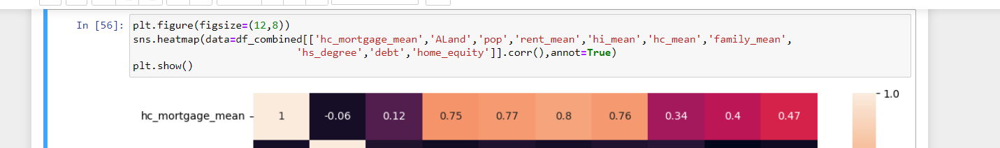 In [56]: plt.figure(figsize=(12,8))
sns.heatmap(data=df_combined[['hc_mortgage_mean','ALand','pop','rent_mean','hi_mean','hc_mean','family_mean',
'hs_degree','debt','home_equity']].corr(),annot=True)
plt.show()
1.0
hc_mortgage_mean 1 -0.06 0.12 0.75 0.77 0.8 0.76 0.34 0.4 0.47